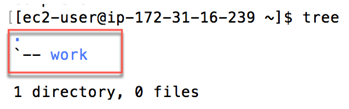 [[ec2-user@ip-172-31-16-239 ~]$ tree
.
`-- work
1 directory, 0 files